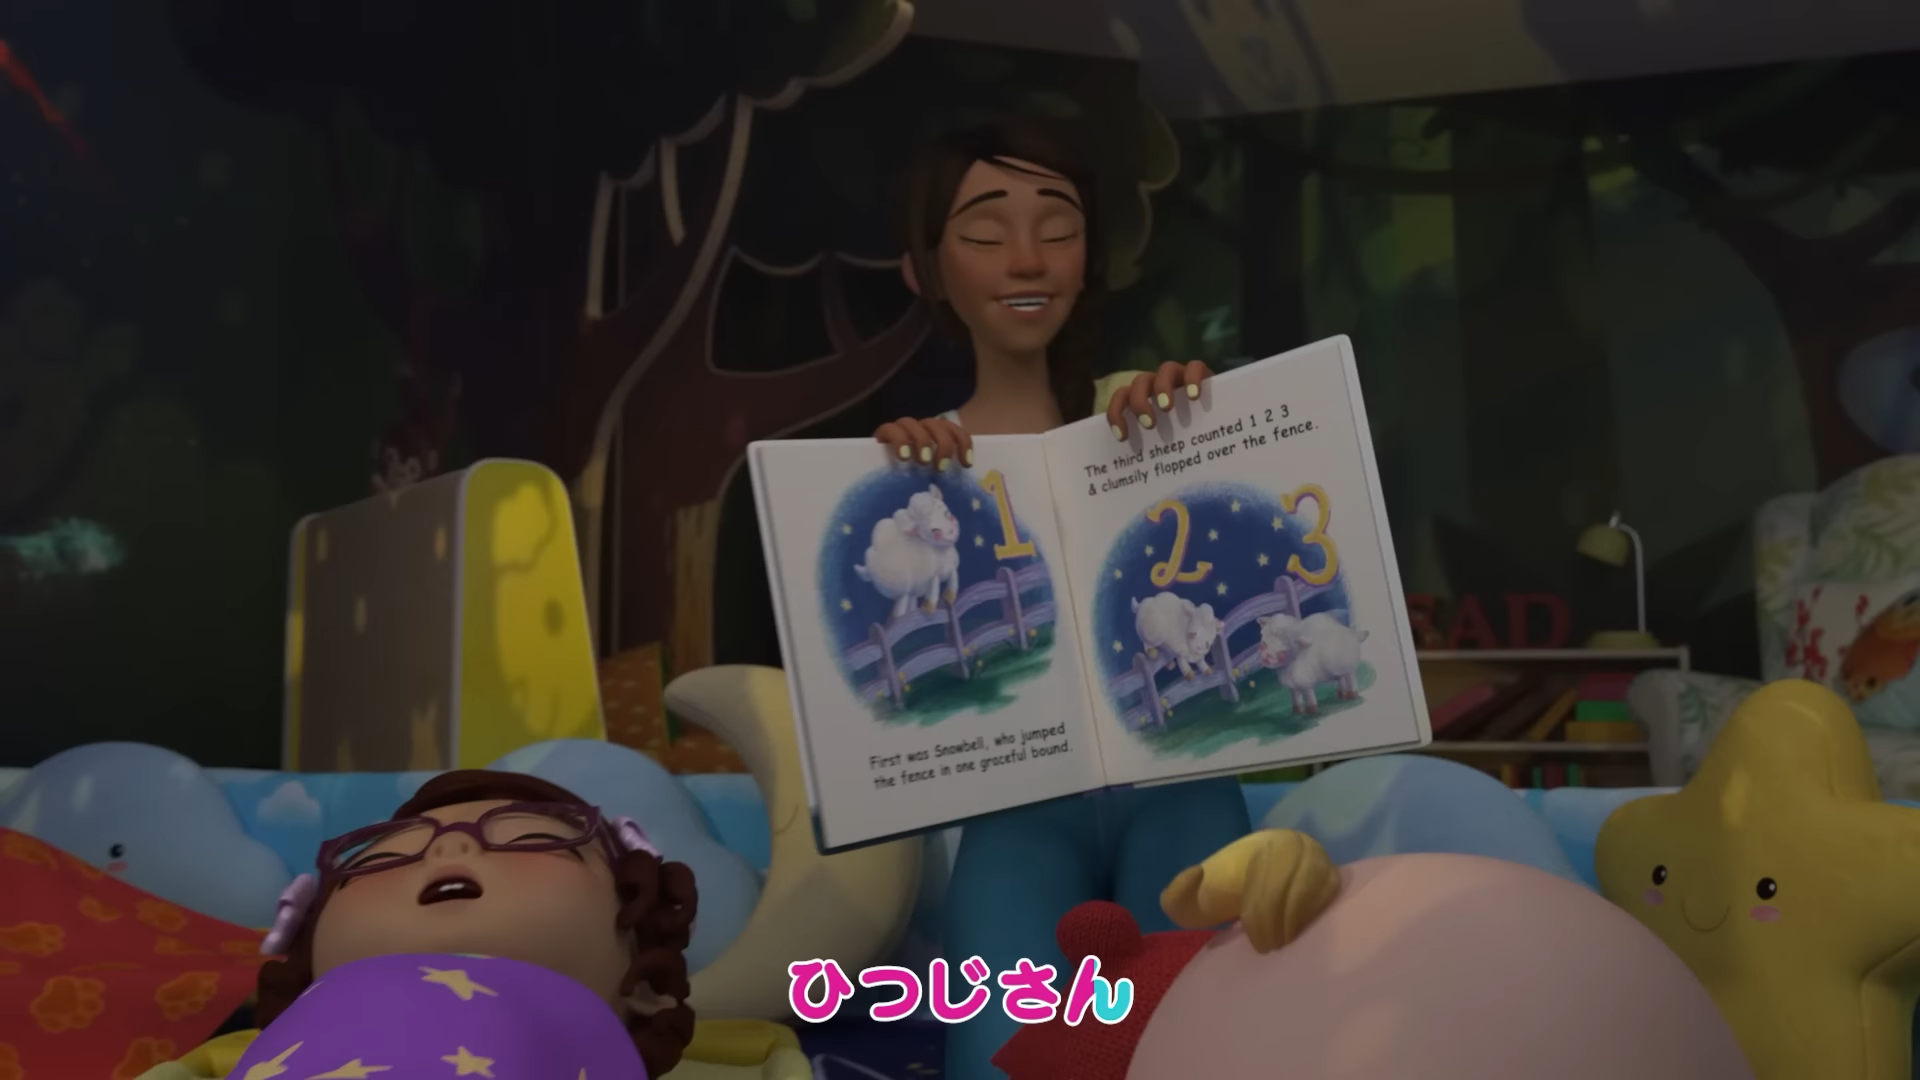 The third sheep counted 1 2 3
& clumsily flopped over the fence.
1
2 3
First was Snowbell, who jumped
the fence in one graceful bound.
EAD
ひつじさん